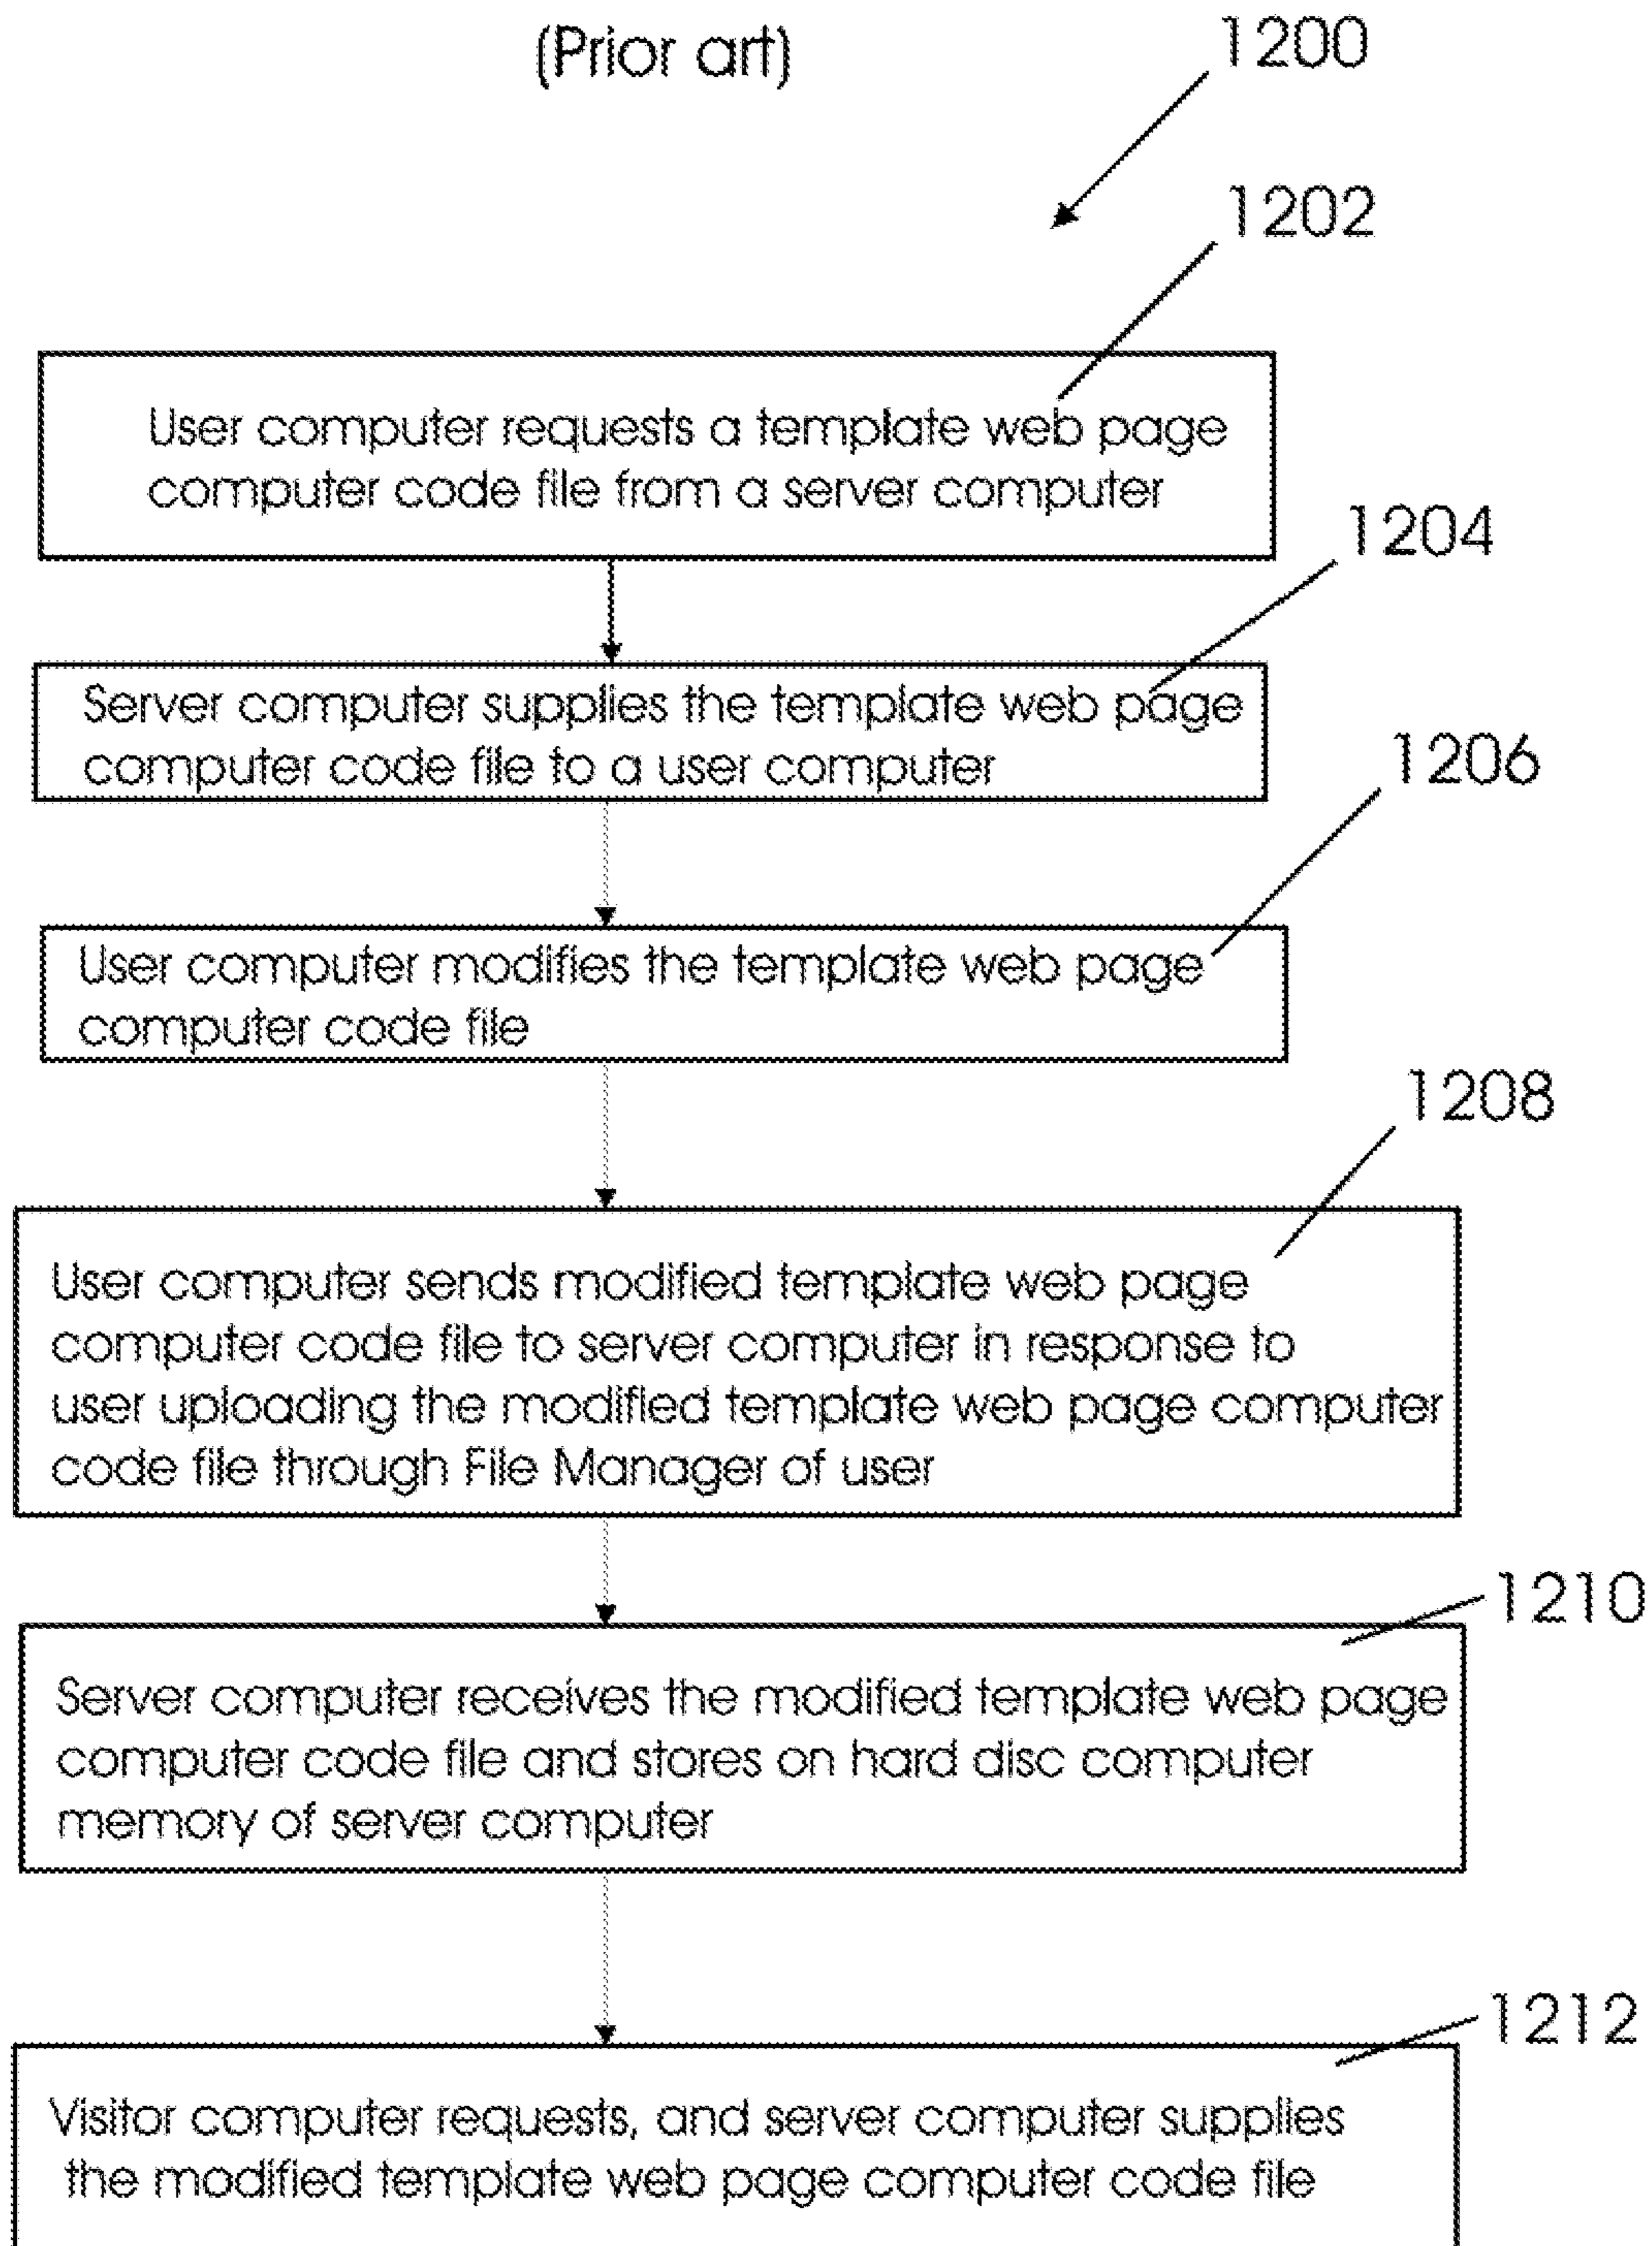 (Prior art)
1200
1202
User computer requests a template web page
computer code file from a server computer
1204
Server computer supplies the template web page
computer code file to a user computer
1206
User computer modifies the template web page
computer code file
1208
User computer sends modified template web page
computer code file to server computer in response to
user uploading the modified template web page computer
code file through File Manager of user
1210
Server computer receives the modified template web page
computer code file and stores on hard disc computer
memory of server computer
1212
Visitor computer requests, and server computer supplies
the modified template web page computer code file